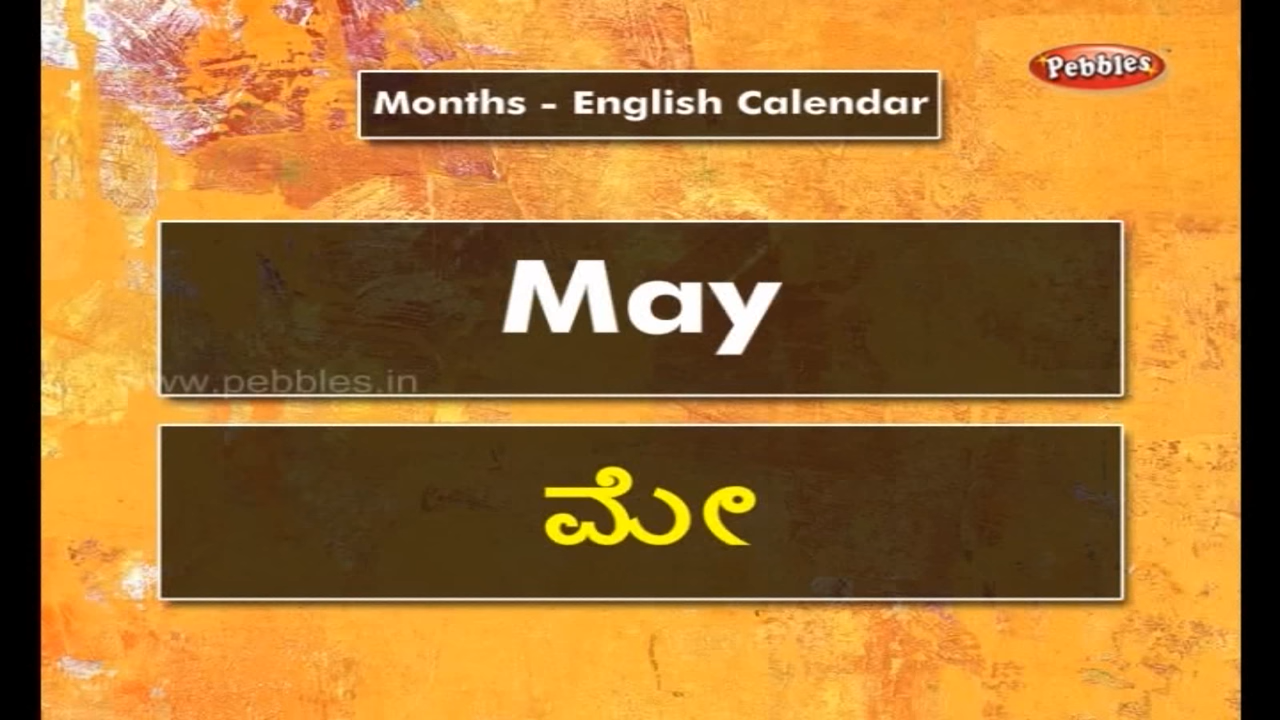 Pebbles
Months - English Calendar
May
www.pebbles.in
ಮೇ